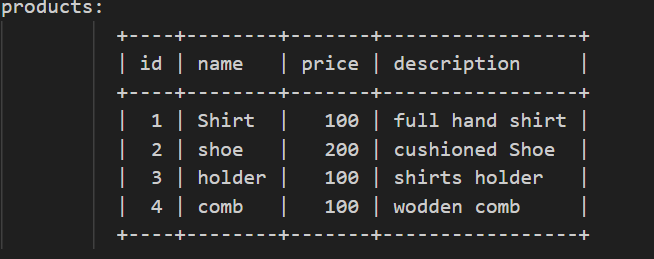 products:
+----+--------+-------+-----------------+
| id | name   | price | description     |
+----+--------+-------+-----------------+
|  1 | Shirt  |   100 | full hand shirt |
|  2 | shoe   |   200 | cushioned Shoe  |
|  3 | holder |   100 | shirts holder   |
|  4 | comb   |   100 | wodden comb     |
+----+--------+-------+-----------------+